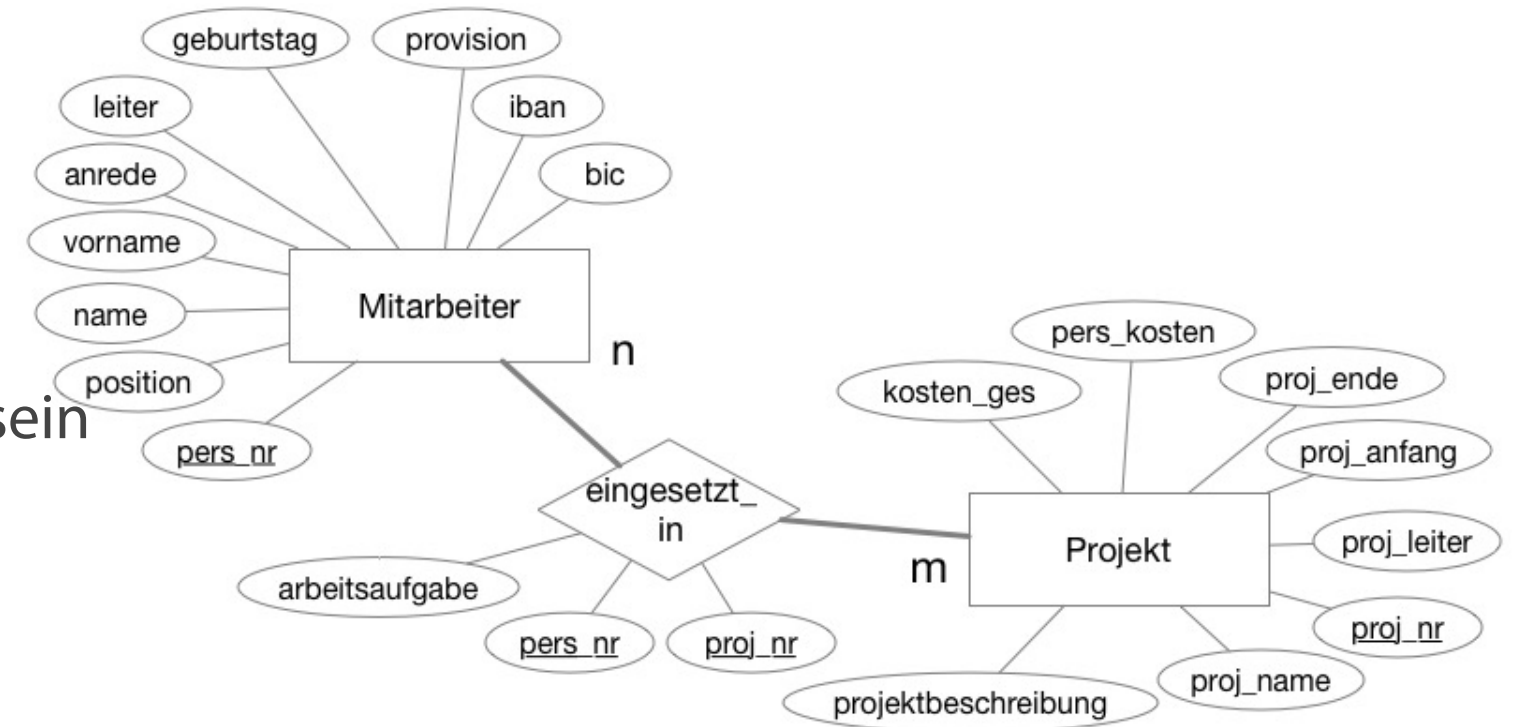 geburtstag
provision
leiter
iban
anrede
bic
vorname
Mitarbeiter
name
n
position
sein
pers_nr
pers_kosten
kosten_ges
proj_ende
proj_anfang
eingesetzt_
in
Projekt
proj_leiter
m
arbeitsaufgabe
pers_nr
proj_nr
proj_nr
proj_name
projektbeschreibung